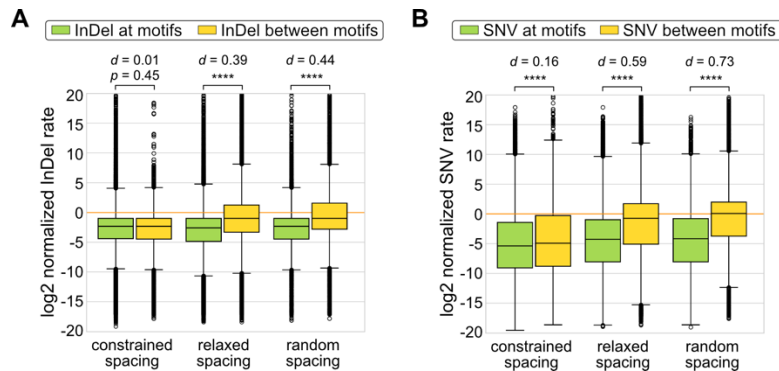 A
InDel at motifs
InDel between motifs
d = 0.01
p = 0.45
d = 0.39
****
d = 0.44
****
log2 normalized InDel rate
20
15
10
5
0
-5
-10
-15
-20
constrained
spacing
relaxed
spacing
random
spacing
B
SNV at motifs
SNV between motifs
d = 0.16
****
d = 0.59
****
d = 0.73
****
log2 normalized SNV rate
20
15
10
5
0
-5
-10
-15
-20
constrained
spacing
relaxed
spacing
random
spacing